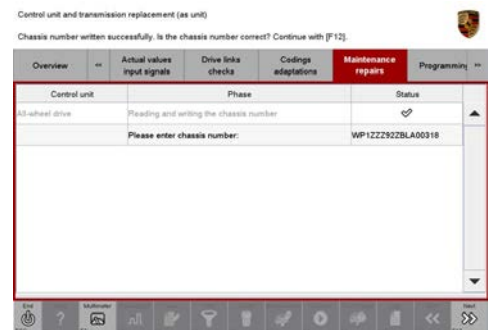 Control unit and transmission replacement (as unit)
Chassis number written successfully. Is the chassis number correct? Continue with [F12].
Overview << Actual values input signals Drive links checks Codings adaptations Maintenance repairs Programming >>
Control unit Phase Status
All-wheel drive Reading and writing the chassis number
Please enter chassis number: WP1ZZZ92ZBLA00318
End Multimeter Next
? << >>